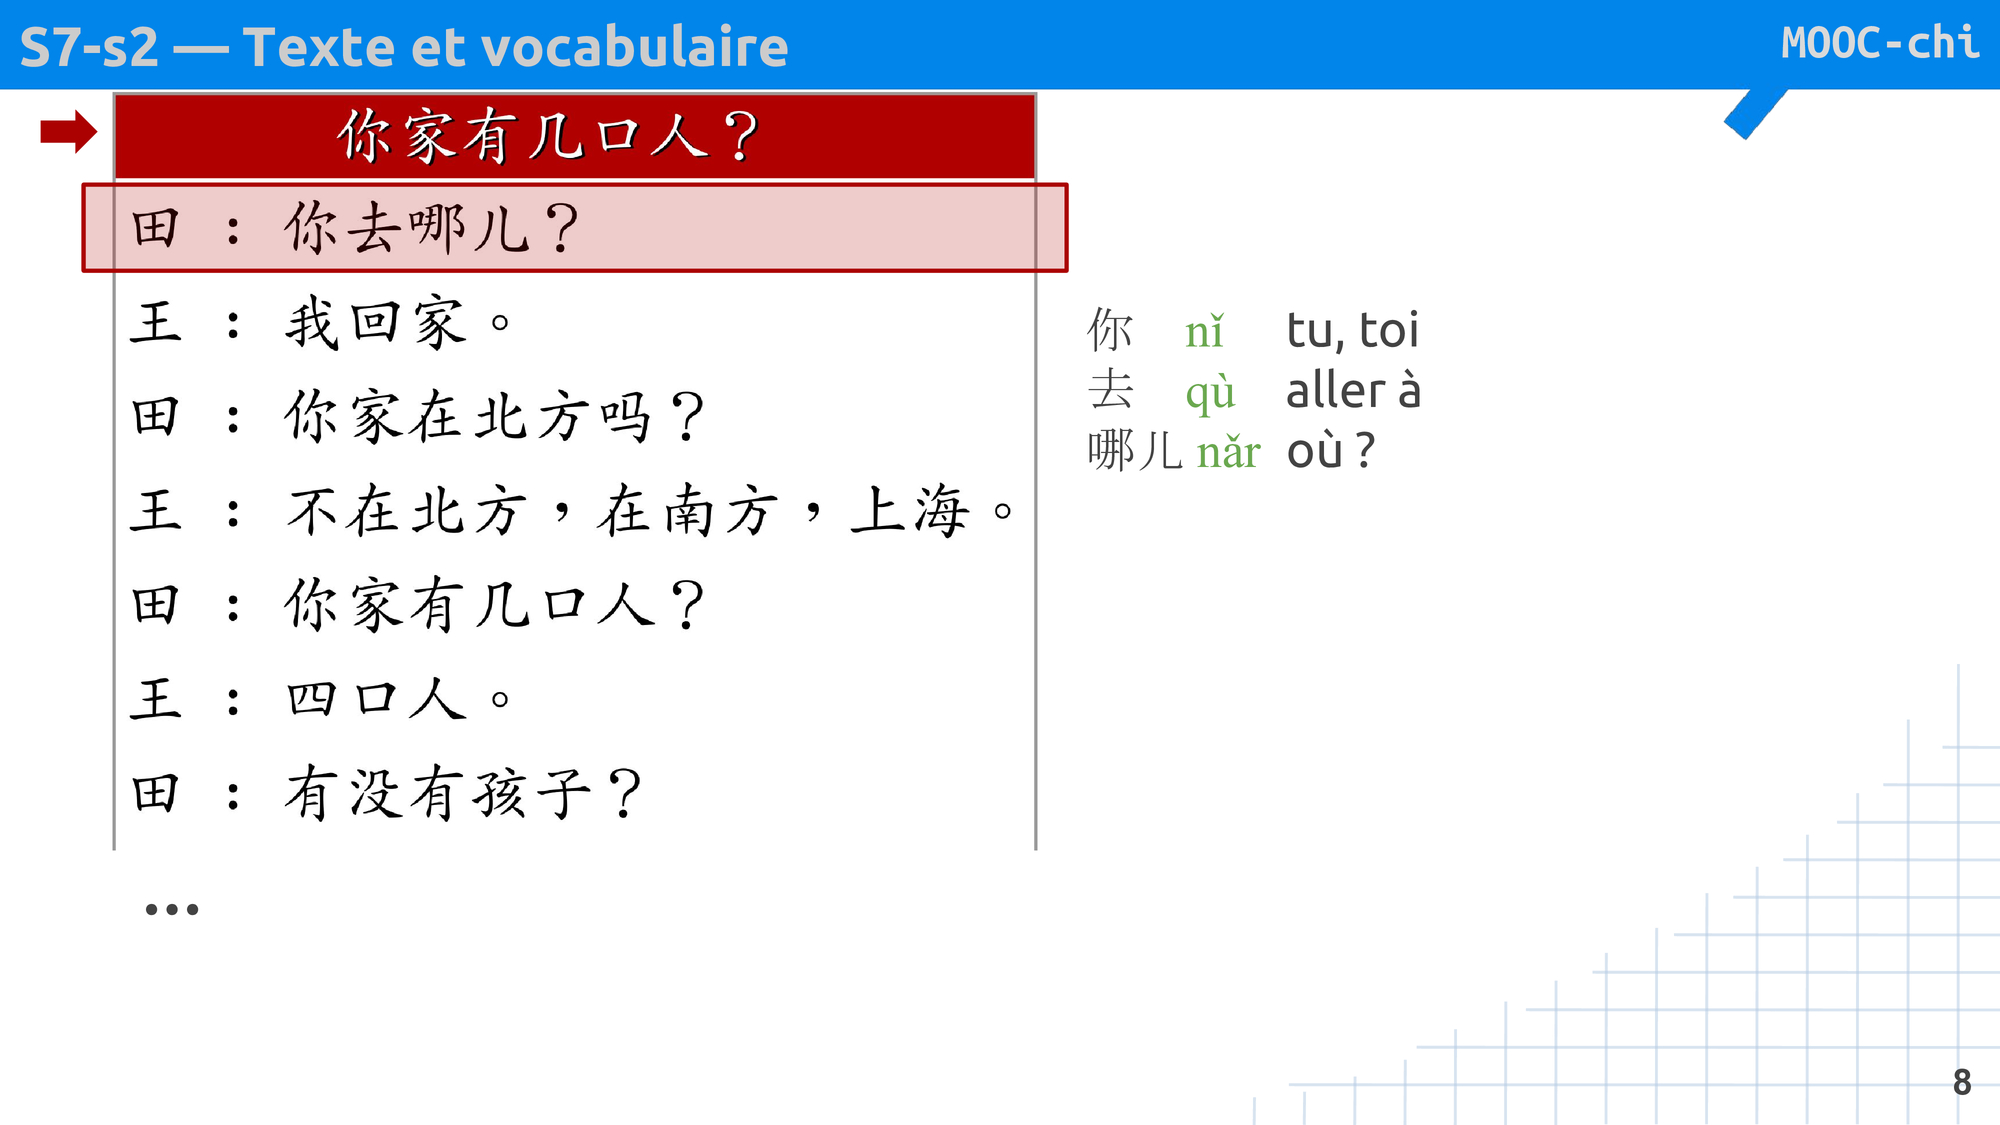 S7-s2 — Texte et vocabulaire
MOOC-chi
你家有几口人？
田 ：你去哪儿？
王 ：我回家。
田 ：你家在北方吗？
王 ：不在北方，在南方，上海。
田 ：你家有几口人？
王 ：四口人。
田 ：有没有孩子？
...
你 nǐ tu, toi
去 qù aller à
哪儿 nǎr où ?
8